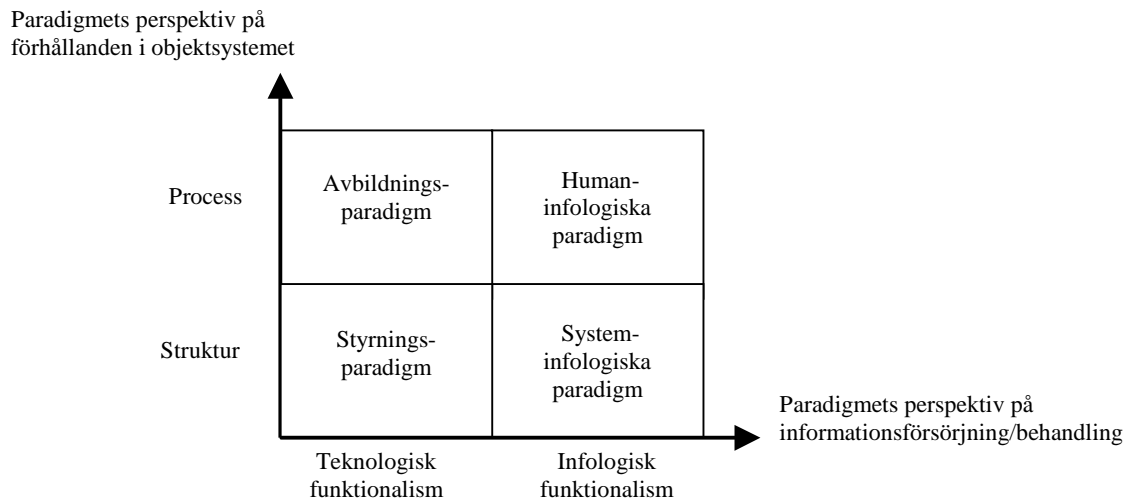 Paradigmets perspektiv på
förhållanden i objektsystemet
Process
Avbildnings-
paradigm
Human-
infologiska
paradigm
Struktur
Styrnings-
paradigm
System-
infologiska
paradigm
Paradigmets perspektiv på
informationsförsörjning/behandling
Teknologisk
funktionalism
Infologisk
funktionalism